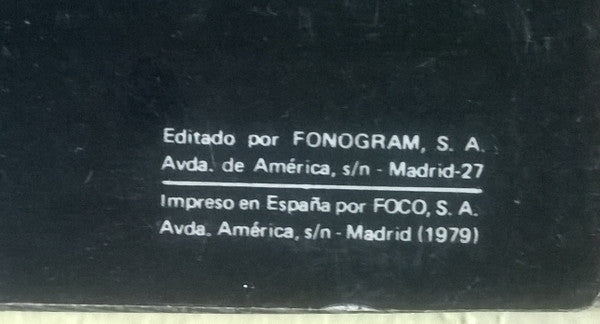 Editado por FONOGRAM, S. A.
Avda. de América, s/n - Madrid-27
Impreso en España por FOCO, S. A.
Avda. América, s/n - Madrid (1979)